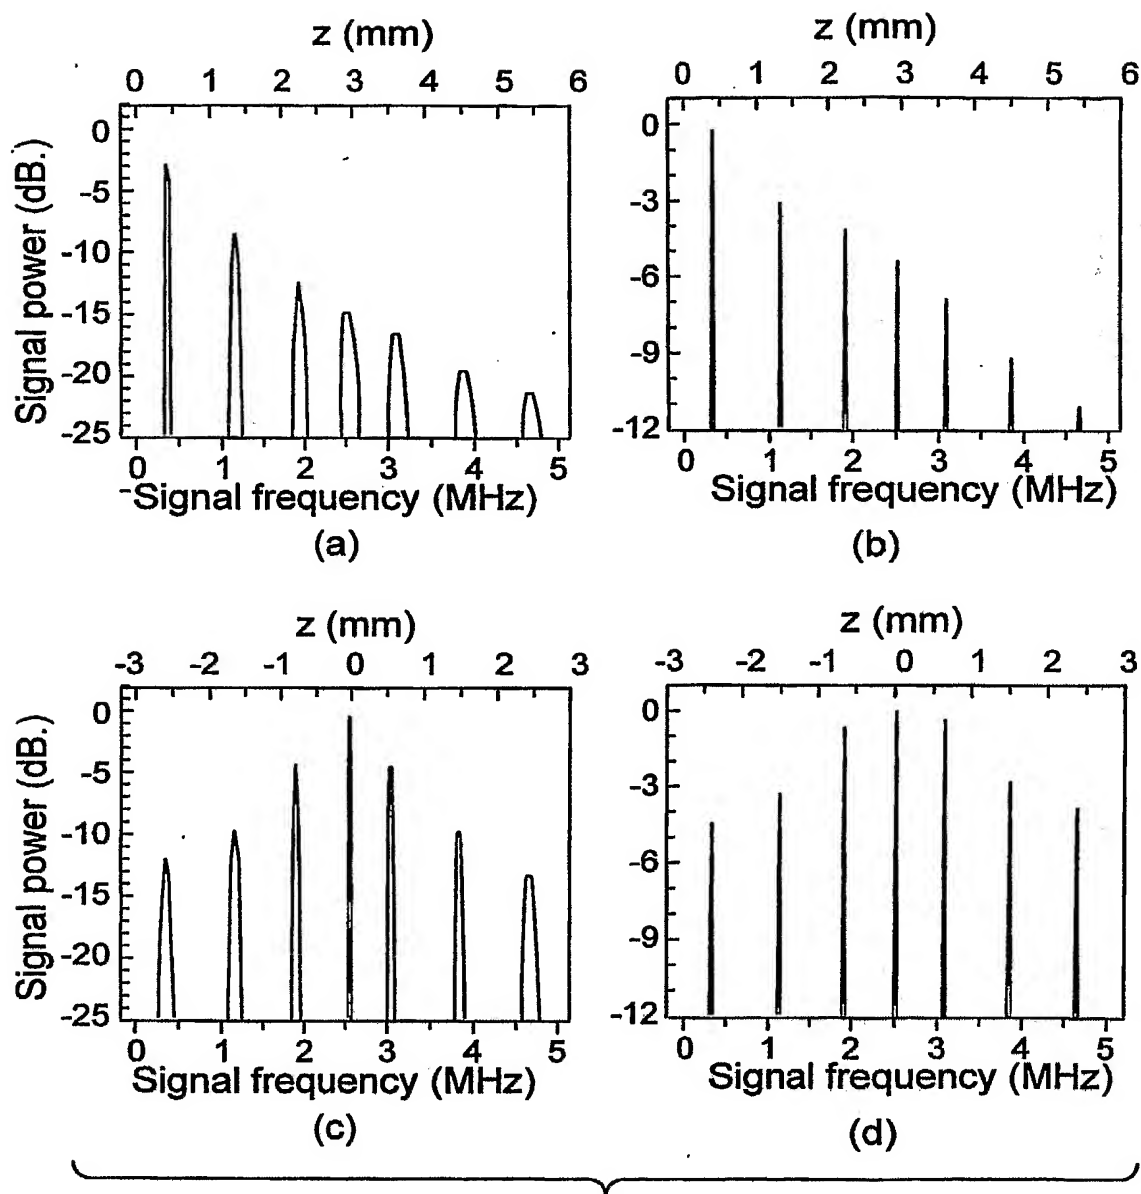 z (mm)
0 1 2 3 4 5 6
Signal power (dB.)
0
-5
-10
-15
-20
-25
0 1 2 3 4 5
Signal frequency (MHz)
(a)
z (mm)
0 1 2 3 4 5 6
0
-3
-6
-9
-12
0 1 2 3 4 5
Signal frequency (MHz)
(b)
z (mm)
-3 -2 -1 0 1 2 3
Signal power (dB.)
0
-5
-10
-15
-20
-25
0 1 2 3 4 5
Signal frequency (MHz)
(c)
z (mm)
-3 -2 -1 0 1 2 3
0
-3
-6
-9
-12
0 1 2 3 4 5
Signal frequency (MHz)
(d)